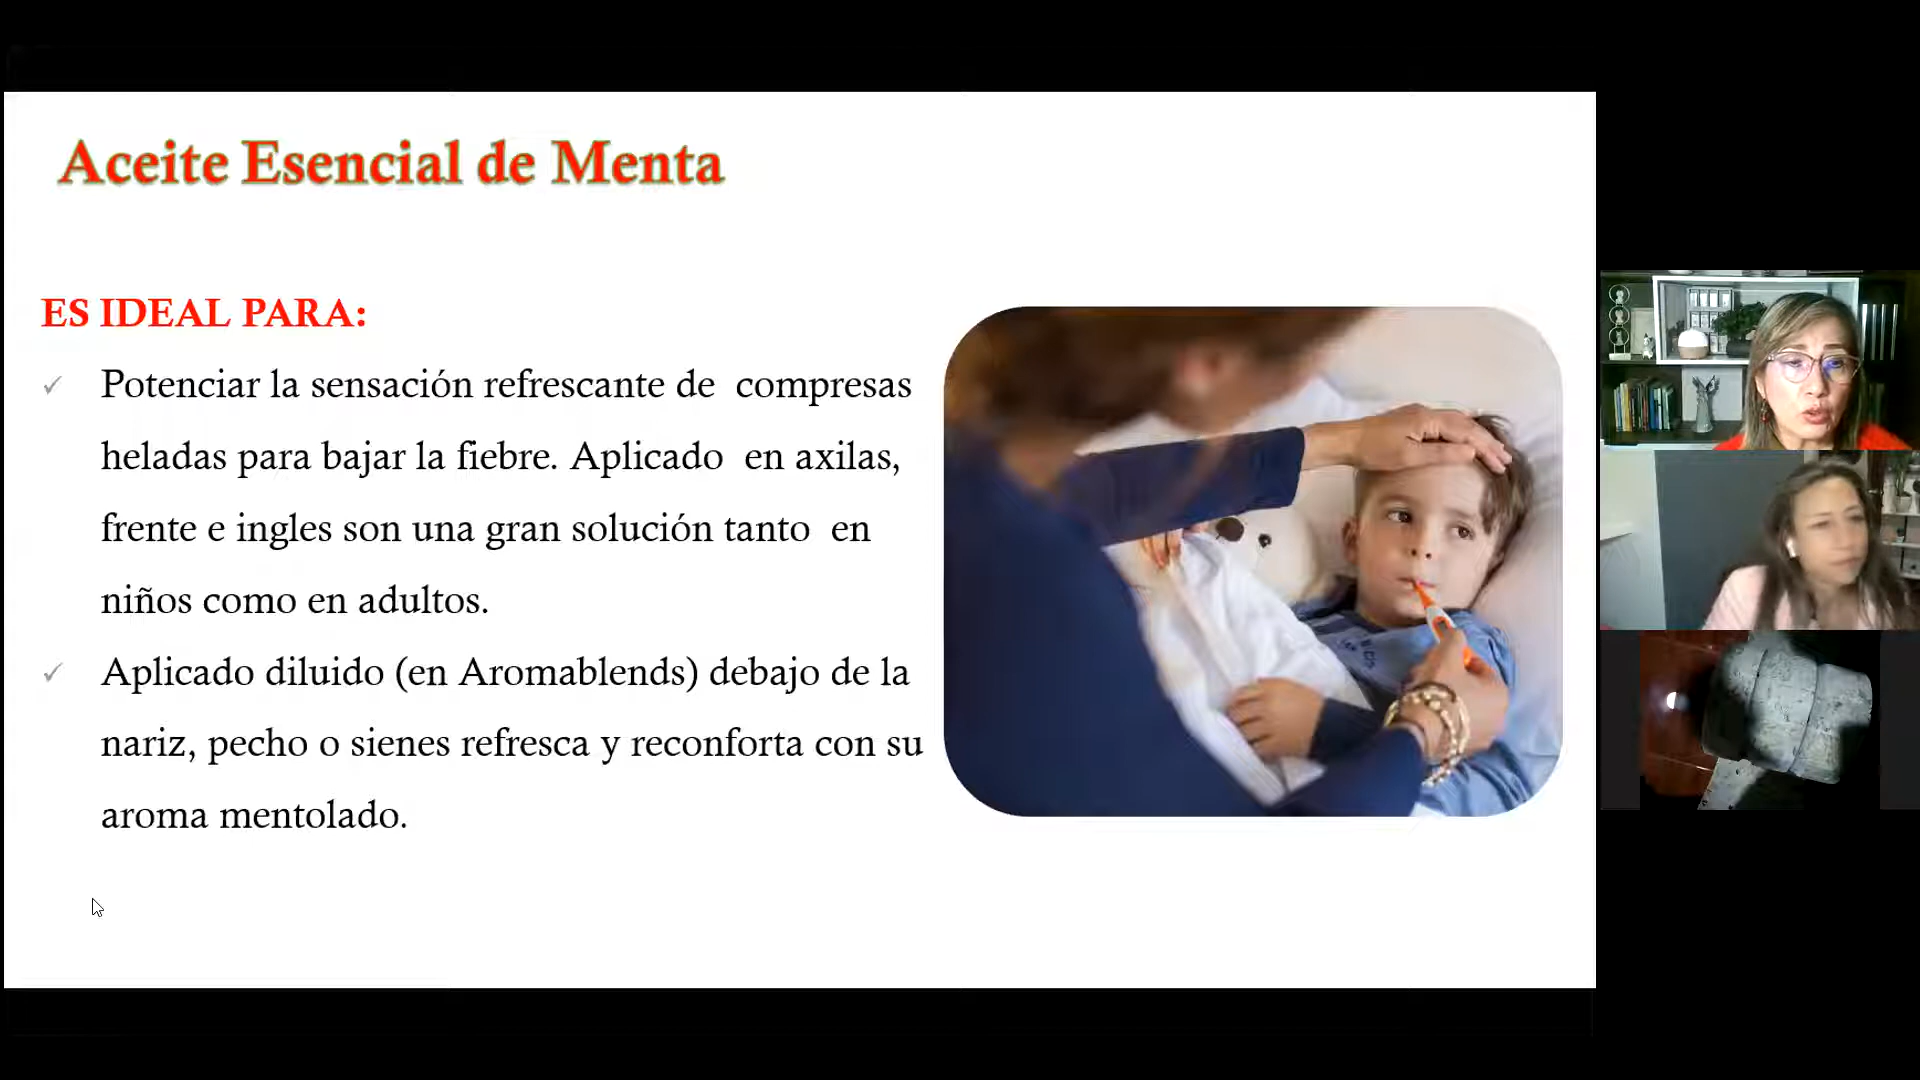 Aceite Esencial de Menta
ES IDEAL PARA:
✓ Potenciar la sensación refrescante de compresas
heladas para bajar la fiebre. Aplicado en axilas,
frente e ingles son una gran solución tanto en
niños como en adultos.
✓ Aplicado diluido (en Aromablends) debajo de la
nariz, pecho o sienes refresca y reconforta con su
aroma mentolado.